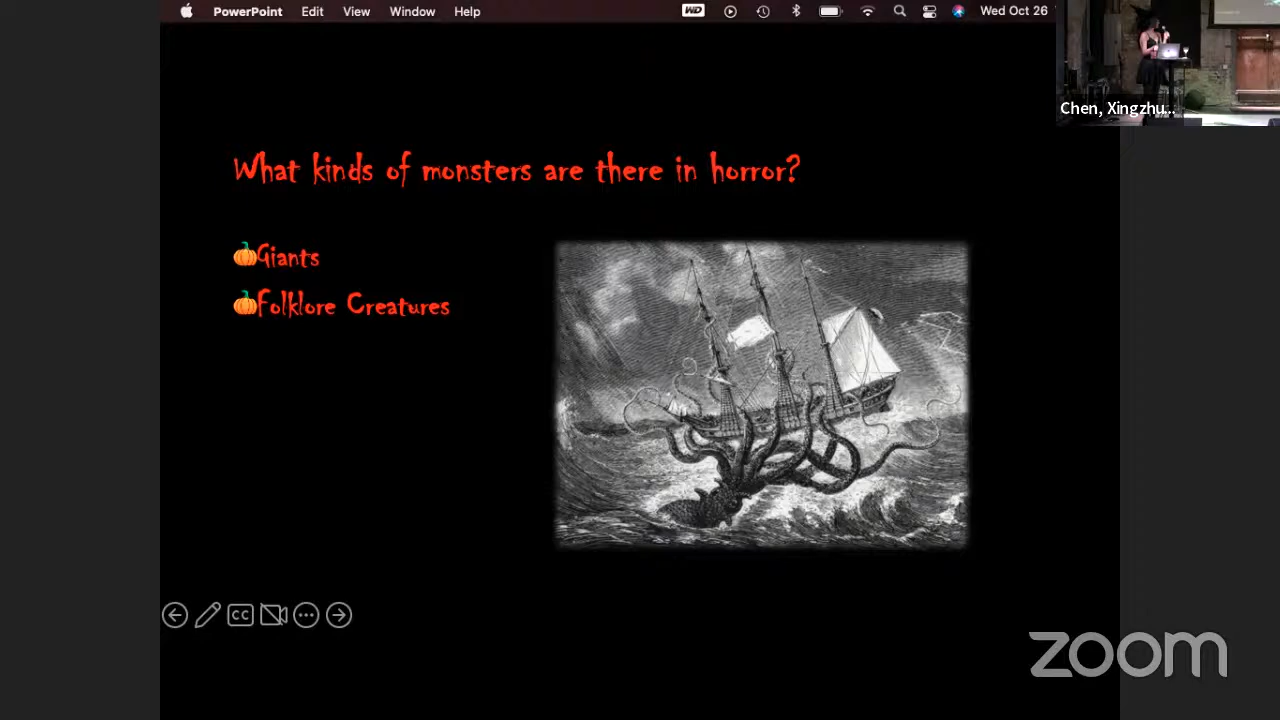 PowerPoint Edit View Window Help WD Wed Oct 26
Chen, Xingzhu...
What kinds of monsters are there in horror?
🎃Giants
🎃Folklore Creatures
CC
zoom